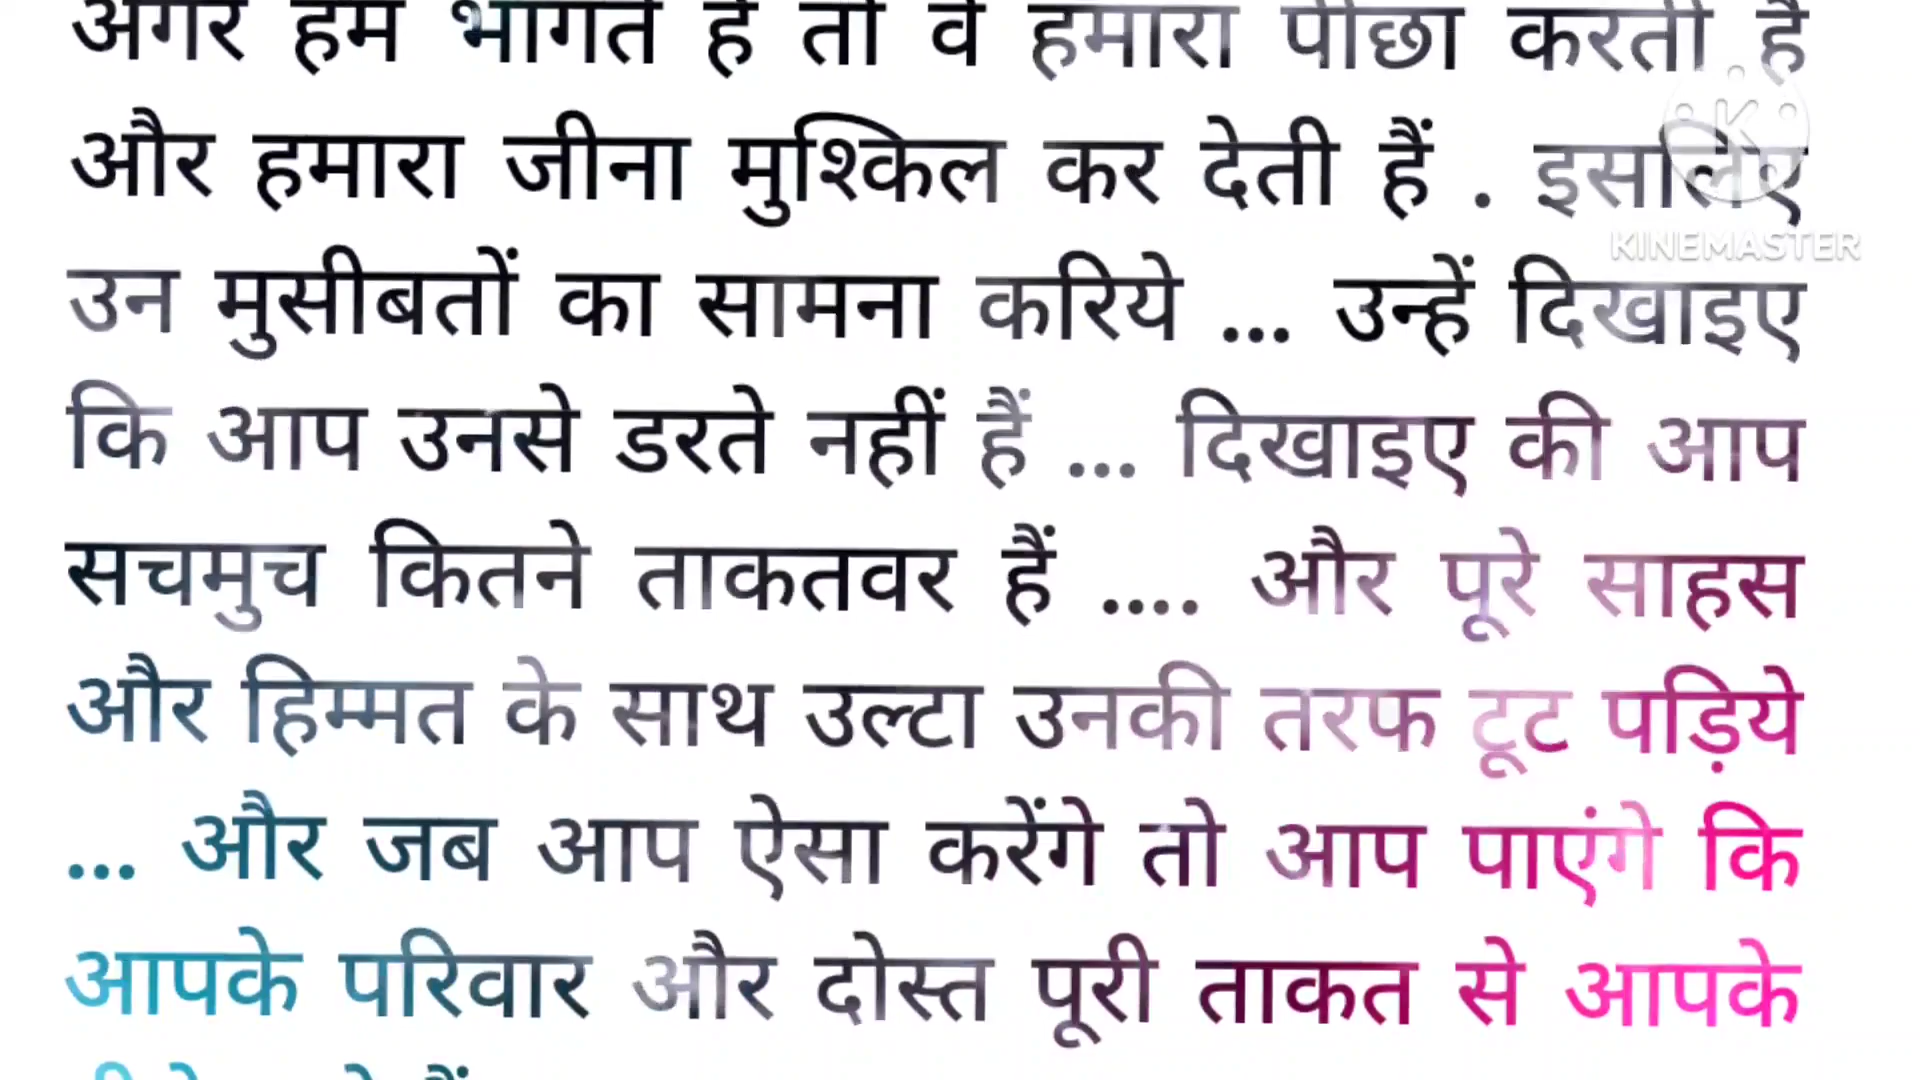 अगर हम भागते है तो वे हमारा पीछा करती है
और हमारा जीना मुश्किल कर देती हैं . इसलिए
KINEMASTER
उन मुसीबतों का सामना करिये ... उन्हें दिखाइए
कि आप उनसे डरते नहीं हैं ... दिखाइए की आप
सचमुच कितने ताकतवर हैं .... और पूरे साहस
और हिम्मत के साथ उल्टा उनकी तरफ टूट पड़िये
... और जब आप ऐसा करेंगे तो आप पाएंगे कि
आपके परिवार और दोस्त पूरी ताकत से आपके